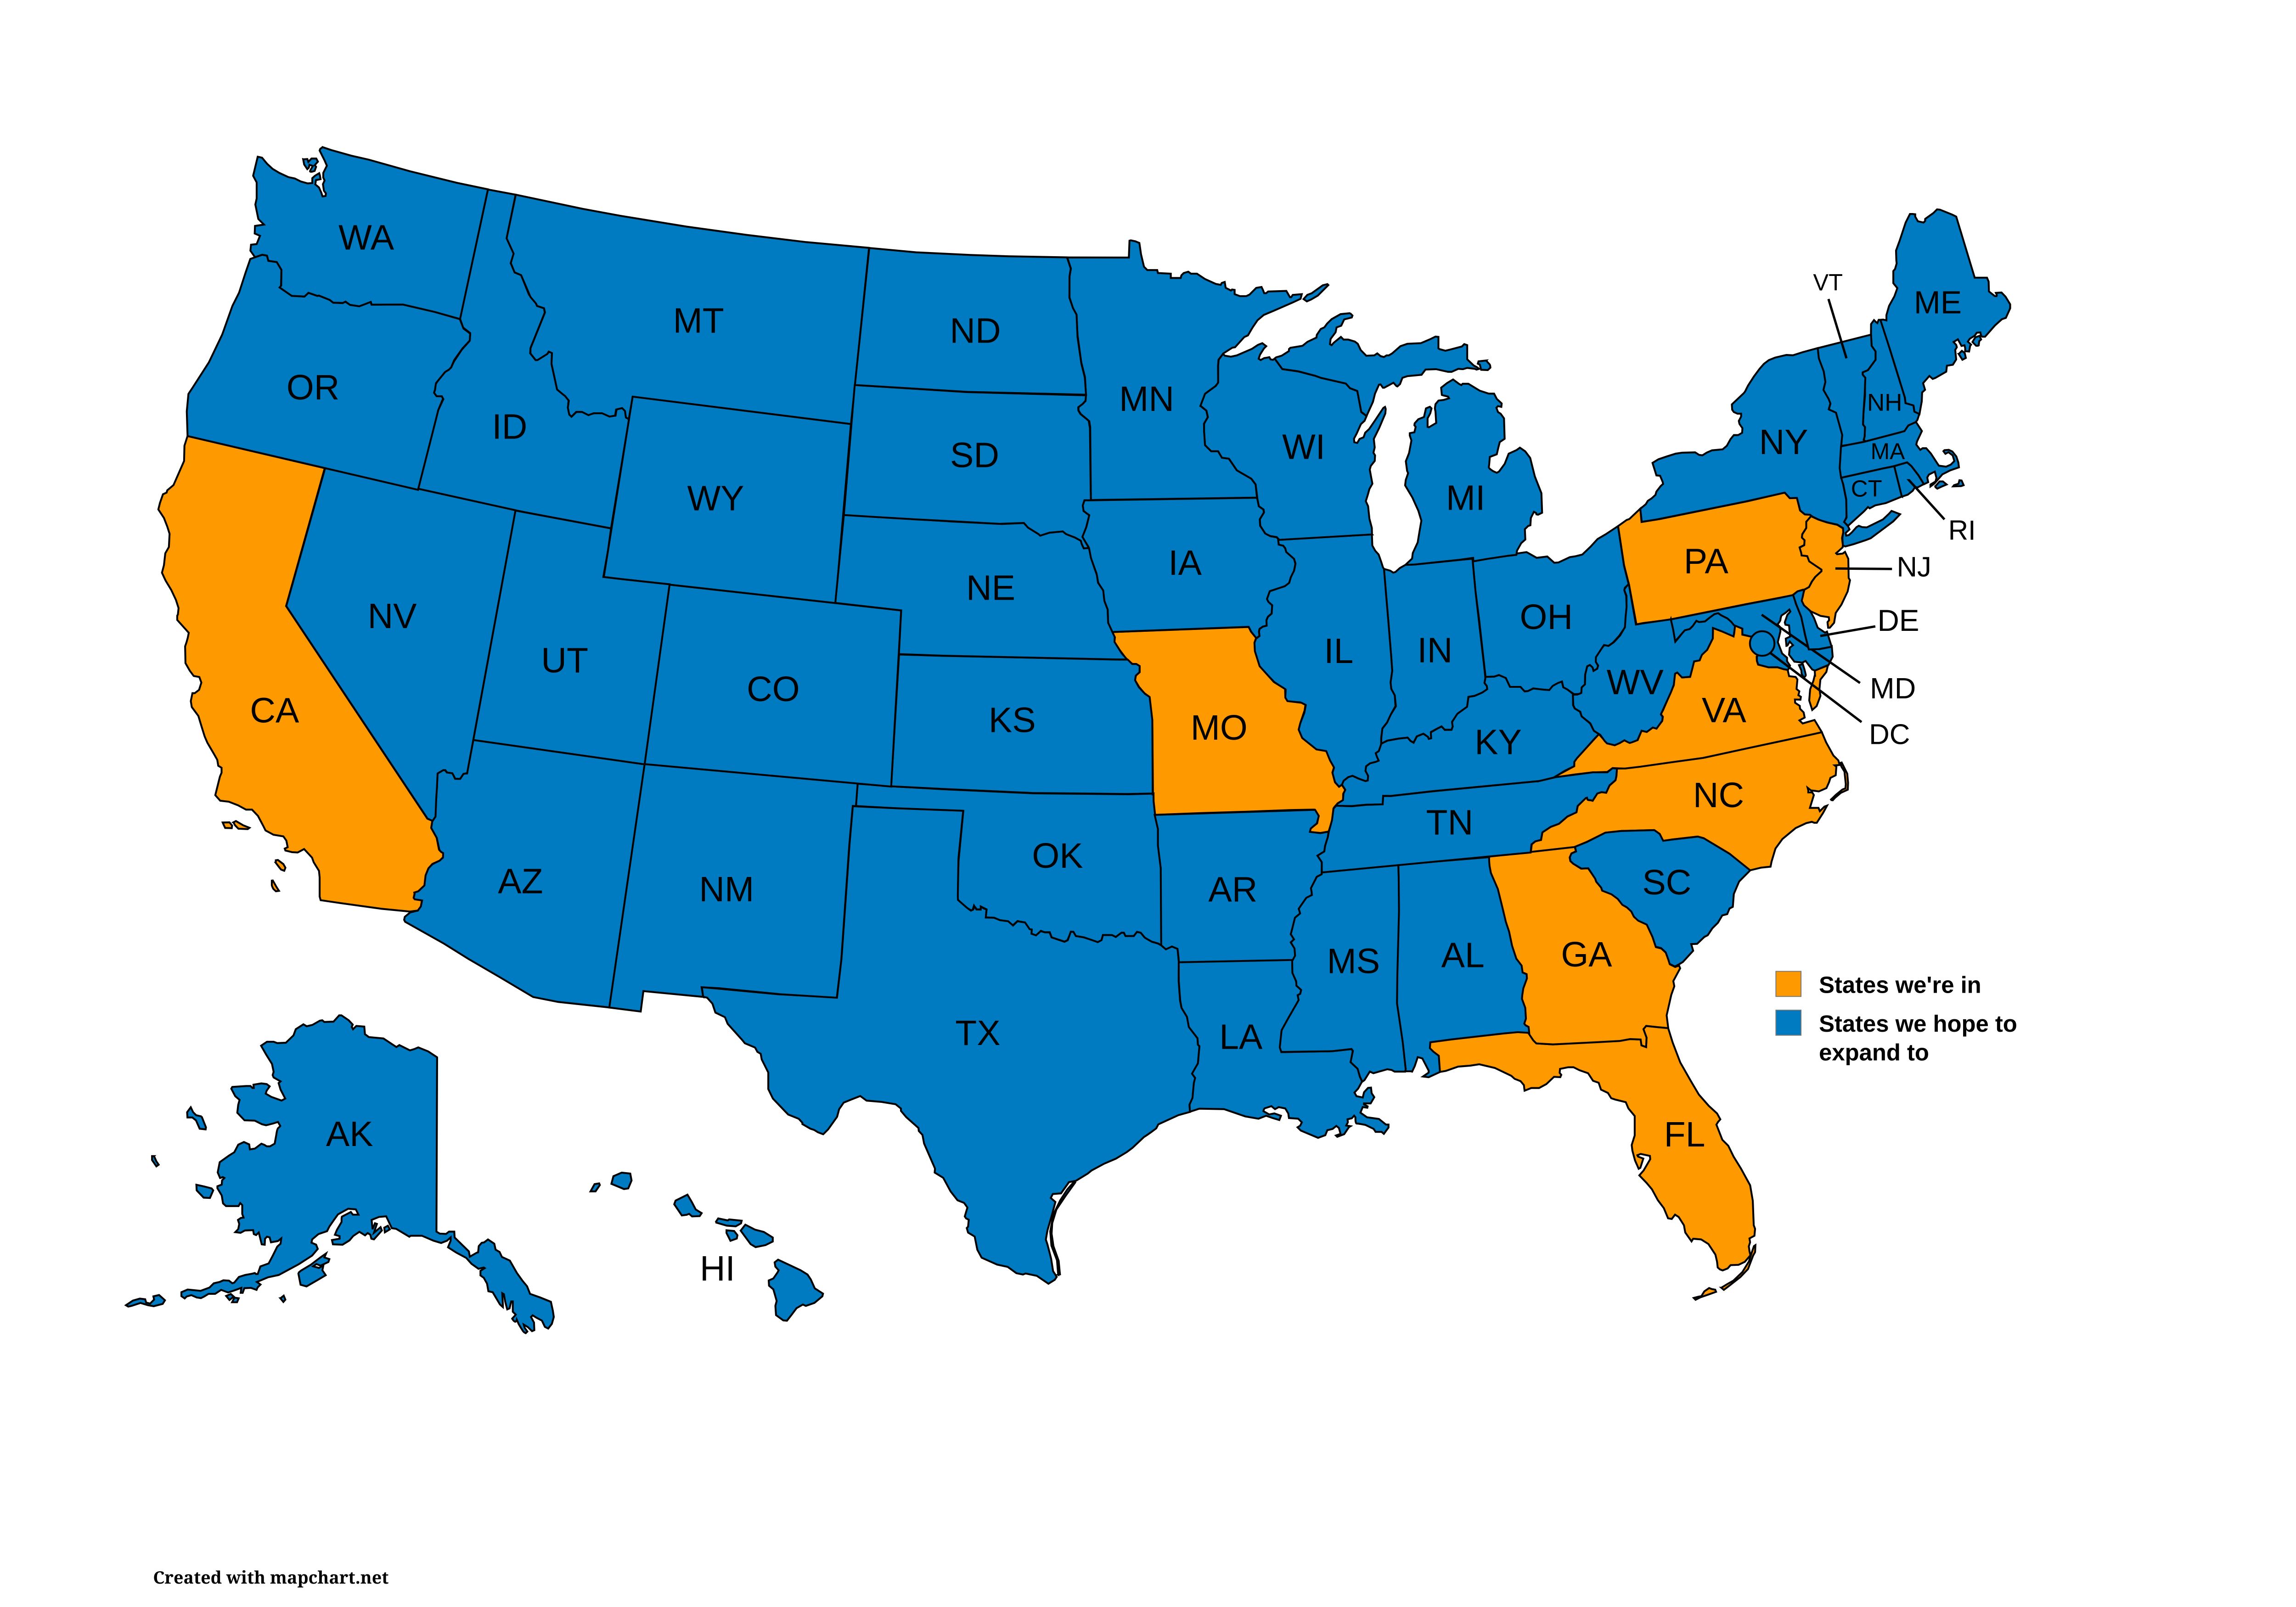 WA
OR
CA
NV
ID
MT
WY
UT
CO
AZ
NM
ND
SD
NE
KS
OK
TX
MN
IA
MO
AR
LA
WI
IL
MI
IN
OH
KY
TN
MS
AL
GA
FL
SC
NC
VA
WV
PA
NY
VT
NH
ME
MA
CT
RI
NJ
DE
MD
DC
AK
HI
States we're in
States we hope to
expand to
Created with mapchart.net